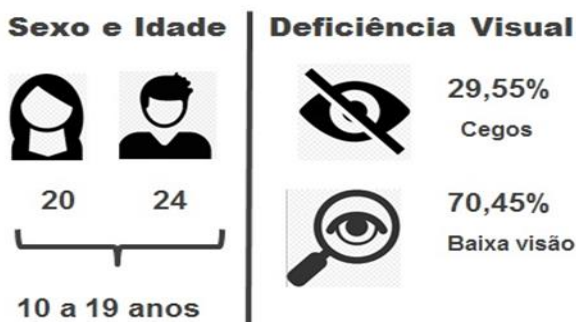 Sexo e Idade
20 24
10 a 19 anos
Deficiência Visual
29,55%
Cegos
70,45%
Baixa visão